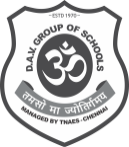 ESTD 1970
D.A.V. GROUP OF SCHOOLS
ॐ
तमसो मा ज्योतिर्गमय
MANAGED BY TNAES - CHENNAI